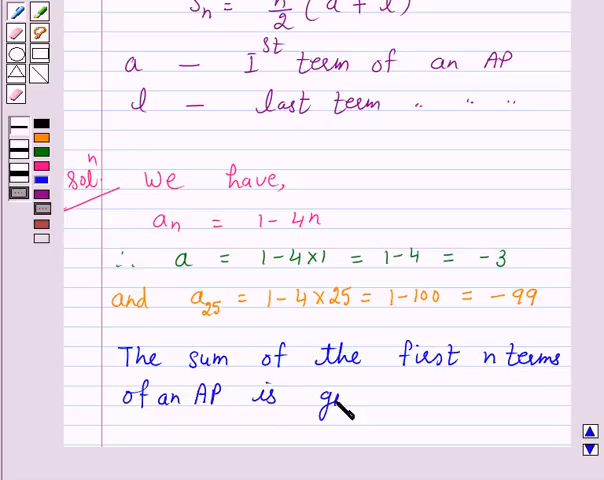 Sn = n/2 (a + l)
a — Ist term of an AP
l — last term " " "
soln We have,
an = 1 - 4n
∴ a = 1-4×1 = 1-4 = -3
and a25 = 1-4×25 = 1-100 = -99
The sum of the first n terms
of an AP is